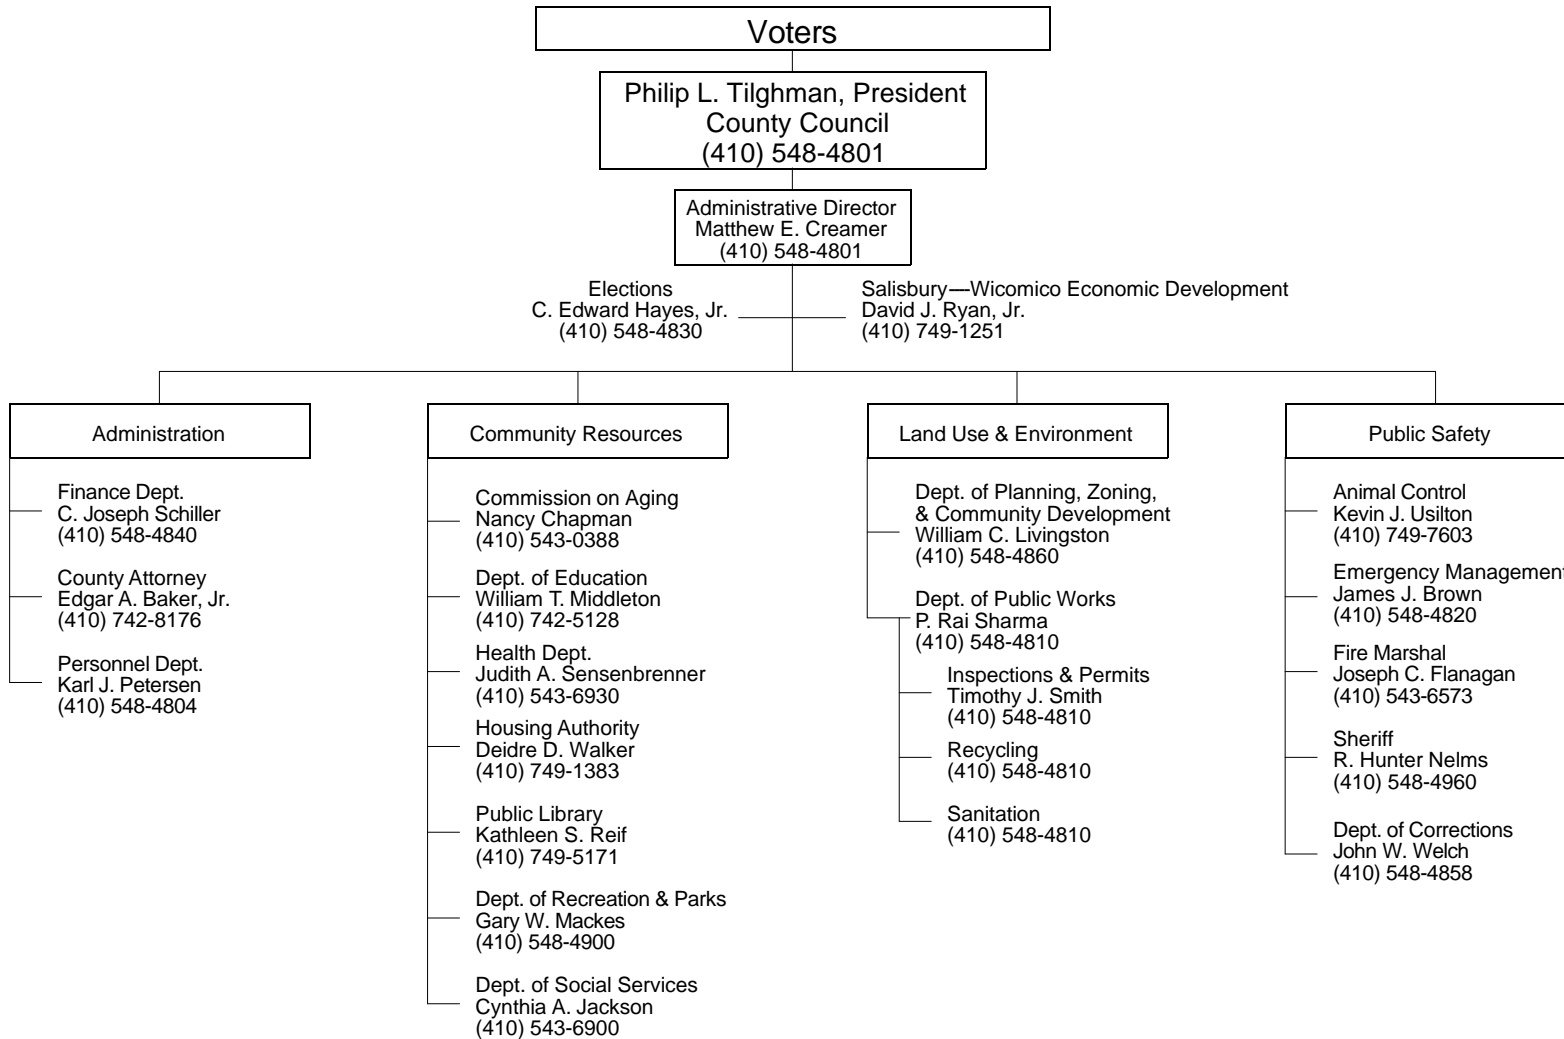 Voters
Philip L. Tilghman, President
County Council
(410) 548-4801
Administrative Director
Matthew E. Creamer
(410) 548-4801
Elections
C. Edward Hayes, Jr.
(410) 548-4830
Salisbury—Wicomico Economic Development
David J. Ryan, Jr.
(410) 749-1251
Administration
Finance Dept.
C. Joseph Schiller
(410) 548-4840
County Attorney
Edgar A. Baker, Jr.
(410) 742-8176
Personnel Dept.
Karl J. Petersen
(410) 548-4804
Community Resources
Commission on Aging
Nancy Chapman
(410) 543-0388
Dept. of Education
William T. Middleton
(410) 742-5128
Health Dept.
Judith A. Sensenbrenner
(410) 543-6930
Housing Authority
Deidre D. Walker
(410) 749-1383
Public Library
Kathleen S. Reif
(410) 749-5171
Dept. of Recreation & Parks
Gary W. Mackes
(410) 548-4900
Dept. of Social Services
Cynthia A. Jackson
(410) 543-6900
Land Use & Environment
Dept. of Planning, Zoning,
& Community Development
William C. Livingston
(410) 548-4860
Dept. of Public Works
P. Rai Sharma
(410) 548-4810
Inspections & Permits
Timothy J. Smith
(410) 548-4810
Recycling
(410) 548-4810
Sanitation
(410) 548-4810
Public Safety
Animal Control
Kevin J. Usilton
(410) 749-7603
Emergency Management
James J. Brown
(410) 548-4820
Fire Marshal
Joseph C. Flanagan
(410) 543-6573
Sheriff
R. Hunter Nelms
(410) 548-4960
Dept. of Corrections
John W. Welch
(410) 548-4858